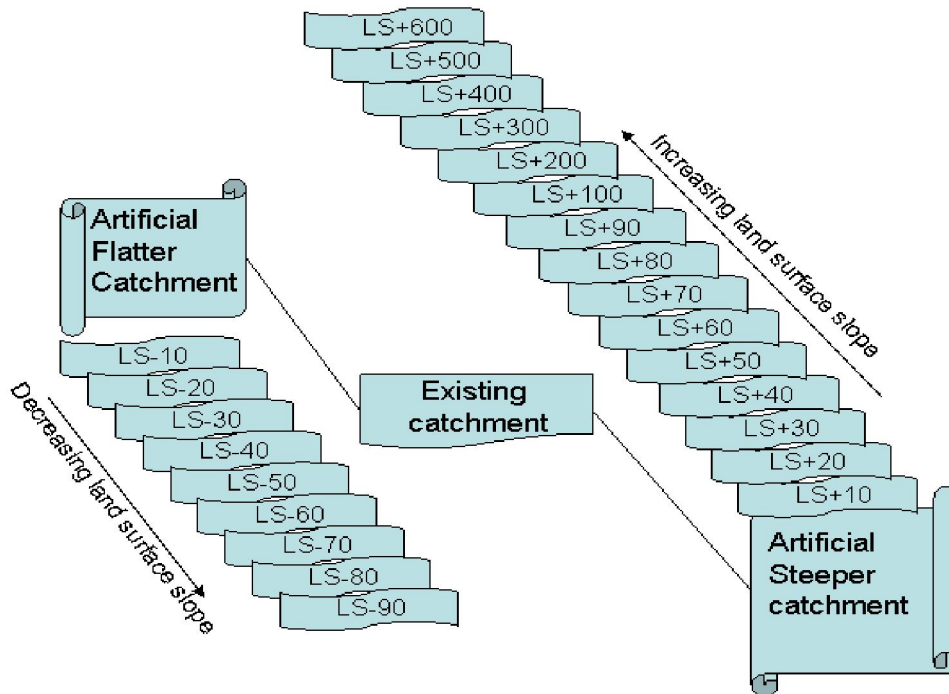 LS+600
LS+500
LS+400
LS+300
LS+200
LS+100
LS+90
LS+80
LS+70
LS+60
LS+50
LS+40
LS+30
LS+20
LS+10
Increasing land surface slope
Artificial
Flatter
Catchment
LS-10
LS-20
LS-30
LS-40
LS-50
LS-60
LS-70
LS-80
LS-90
Decreasing land surface slope
Existing
catchment
Artificial
Steeper
catchment